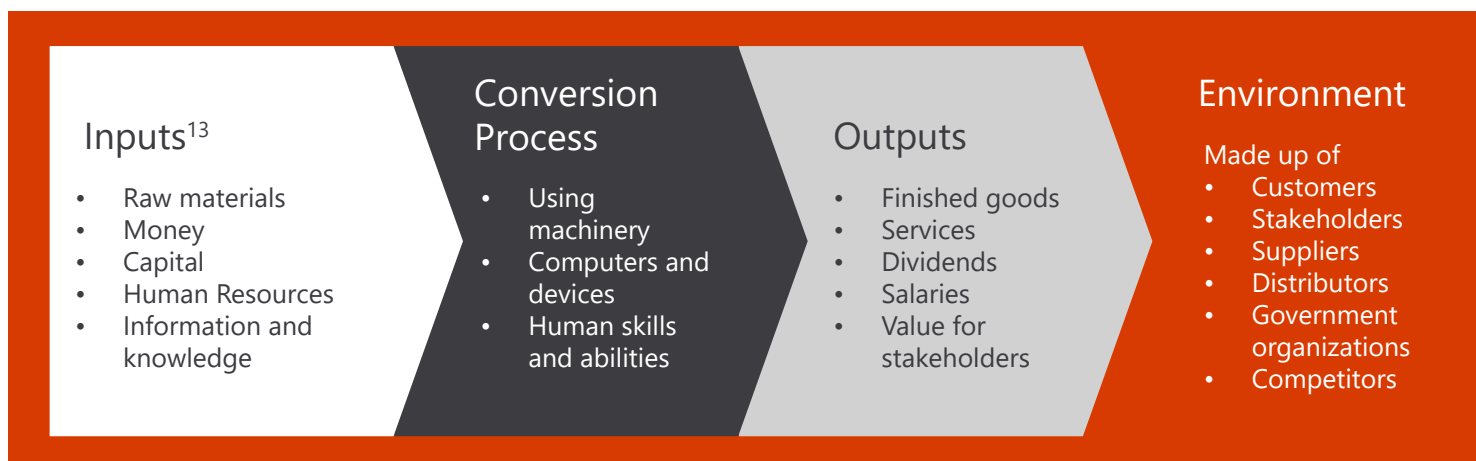 Inputs¹³
• Raw materials
• Money
• Capital
• Human Resources
• Information and
knowledge
Conversion
Process
• Using
machinery
• Computers and
devices
• Human skills
and abilities
Outputs
• Finished goods
• Services
• Dividends
• Salaries
• Value for
stakeholders
Environment
Made up of
• Customers
• Stakeholders
• Suppliers
• Distributors
• Government
organizations
• Competitors